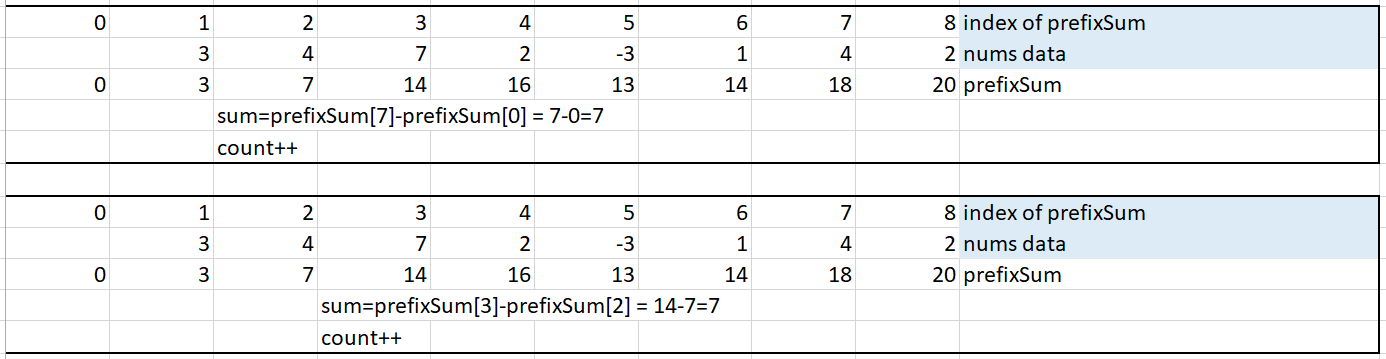 0 1 2 3 4 5 6 7 8 index of prefixSum
3 4 7 2 -3 1 4 2 nums data
0 3 7 14 16 13 14 18 20 prefixSum
sum=prefixSum[7]-prefixSum[0] = 7-0=7
count++
0 1 2 3 4 5 6 7 8 index of prefixSum
3 4 7 2 -3 1 4 2 nums data
0 3 7 14 16 13 14 18 20 prefixSum
sum=prefixSum[3]-prefixSum[2] = 14-7=7
count++